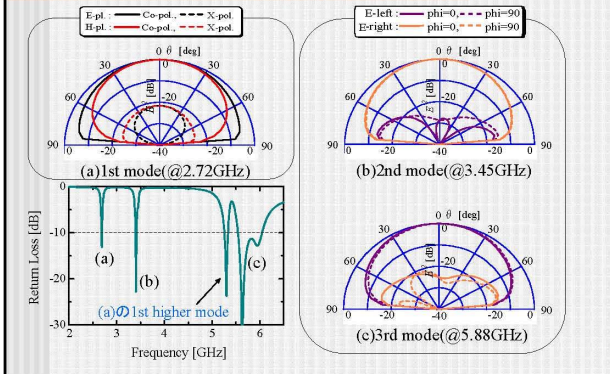 E-pl. : Co-pol., X-pol.
H-pl. : Co-pol., X-pol.
0 θ [deg]
30 30
60 60
90 90
[dB]
-20
0 -20 -40 -20 0
(a)1st mode(@2.72GHz)
E-left : phi=0, phi=90
E-right : phi=0, phi=90
0 θ [deg]
30 30
60 60
90 90
[dB]
-20
0 -20 -40 -20 0
(b)2nd mode(@3.45GHz)
Return Loss [dB]
0
-10
-20
-30
(a)
(b)
(c)
(a)の1st higher mode
2 3 4 5 6
Frequency [GHz]
0 θ [deg]
30 30
60 60
90 90
[dB]
0 -20 -40 -20 0
(c)3rd mode(@5.88GHz)